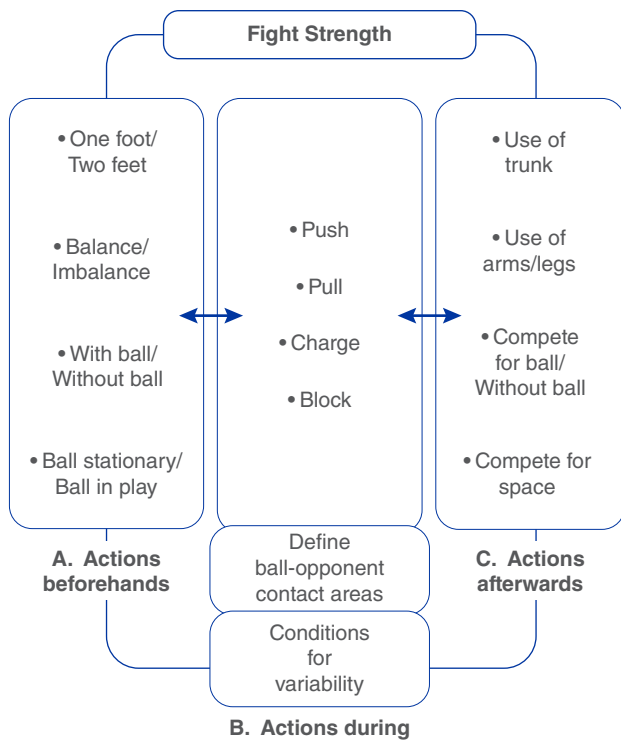 Fight Strength
• One foot/
Two feet
• Balance/
Imbalance
• With ball/
Without ball
• Ball stationary/
Ball in play
A. Actions
beforehands
• Push
• Pull
• Charge
• Block
Define
ball-opponent
contact areas
Conditions
for
variability
B. Actions during
• Use of
trunk
• Use of
arms/legs
• Compete
for ball/
Without ball
• Compete for
space
C. Actions
afterwards